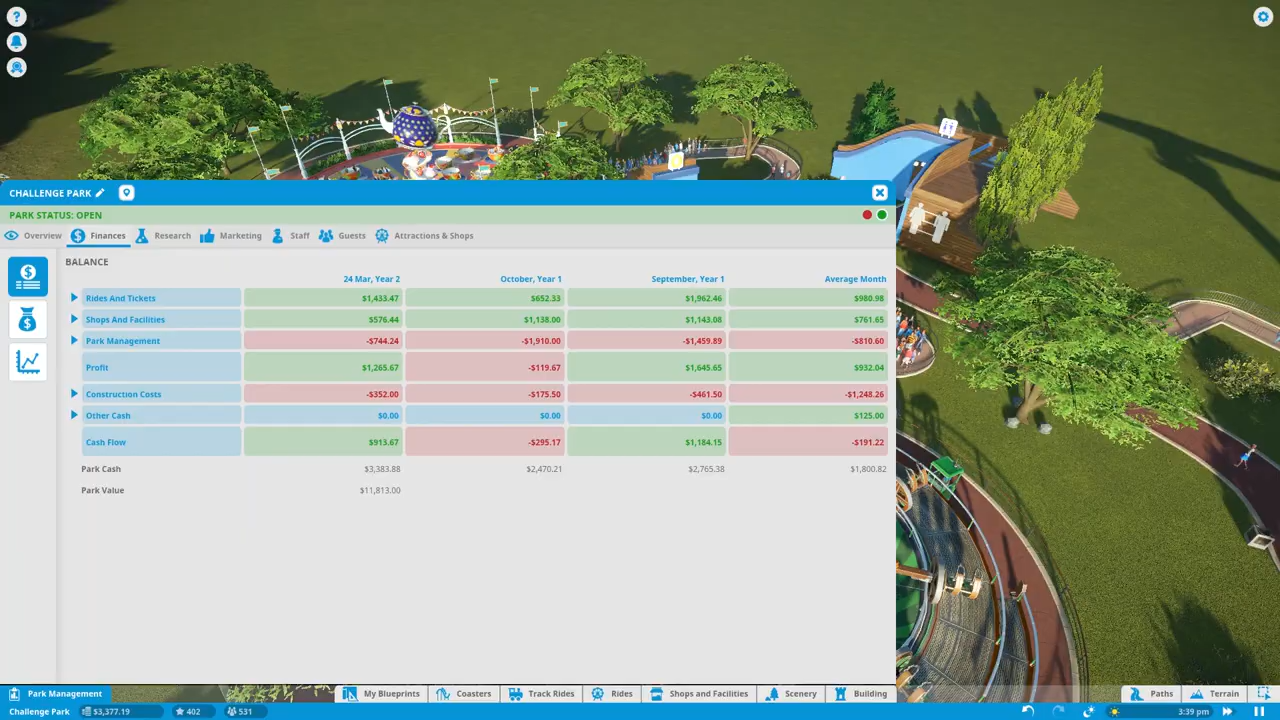 ?
CHALLENGE PARK
PARK STATUS: OPEN
Overview Finances Research Marketing Staff Guests Attractions & Shops
BALANCE
24 Mar, Year 2 October, Year 1 September, Year 1 Average Month
Rides And Tickets $1,433.47 $652.33 $1,962.46 $980.98
Shops And Facilities $576.44 $1,138.00 $1,143.08 $761.65
Park Management -$744.24 -$1,910.00 -$1,459.89 -$810.60
Profit $1,265.67 -$119.67 $1,645.65 $932.04
Construction Costs -$352.00 -$175.50 -$461.50 -$1,248.26
Other Cash $0.00 $0.00 $0.00 $125.00
Cash Flow $913.67 -$295.17 $1,184.15 -$191.22
Park Cash $3,383.88 $2,470.21 $2,765.38 $1,800.82
Park Value $11,813.00
Park Management My Blueprints Coasters Track Rides Rides Shops and Facilities Scenery Building Paths Terrain
Challenge Park $3,377.19 402 531 3:39 pm